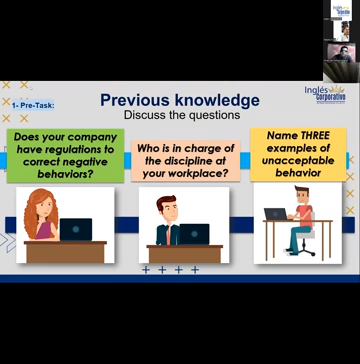 Inglés
Corporativo
1- Pre-Task:
Previous knowledge
Discuss the questions
Does your company
have regulations to
correct negative
behaviors?
Who is in charge of
the discipline at
your workplace?
Name THREE
examples of
unacceptable
behavior